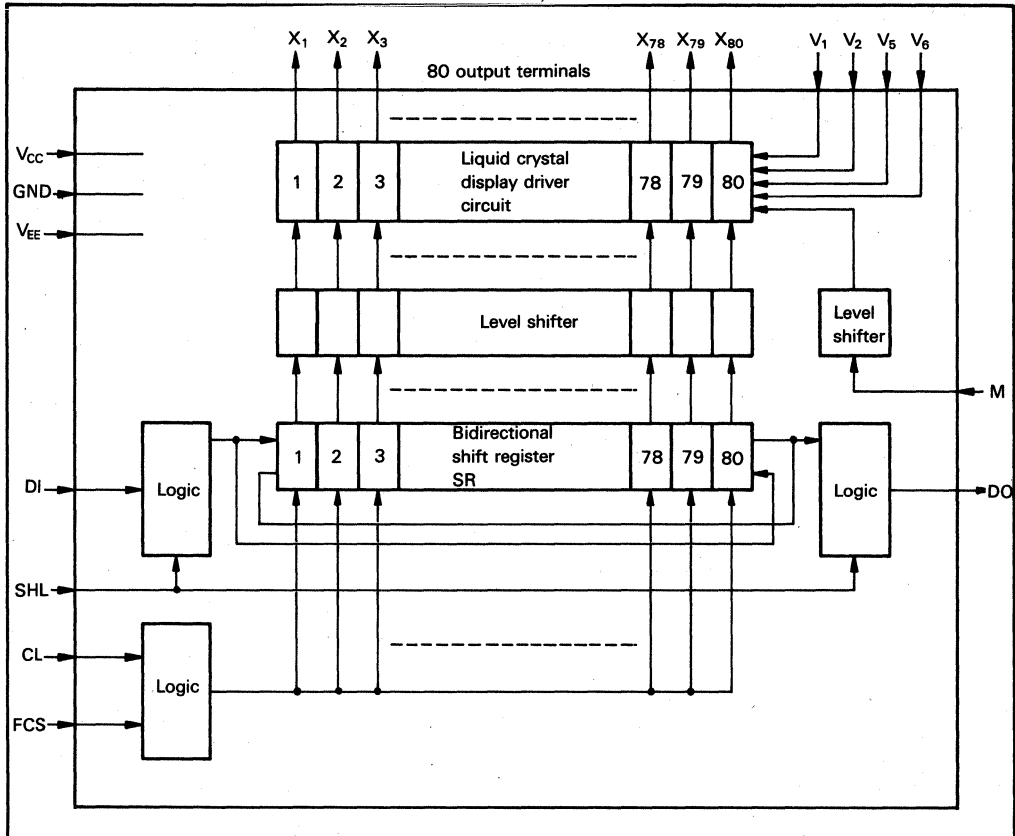 X1 X2 X3 X78 X79 X80 V1 V2 V5 V6
80 output terminals
VCC
GND
VEE
1 2 3
Liquid crystal
display driver
circuit
78 79 80
Level shifter
Level
shifter
M
1 2 3
Bidirectional
shift register
SR
78 79 80
DI
Logic
Logic
DO
SHL
CL
Logic
FCS